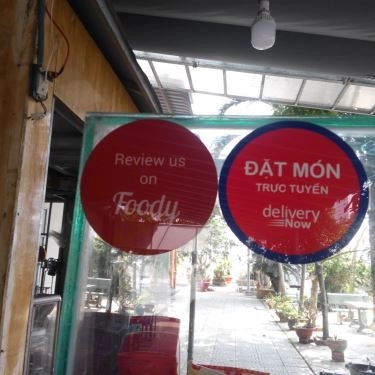 Review us
on
Foody
ĐẶT MÓN
TRỰC TUYẾN
delivery
Now